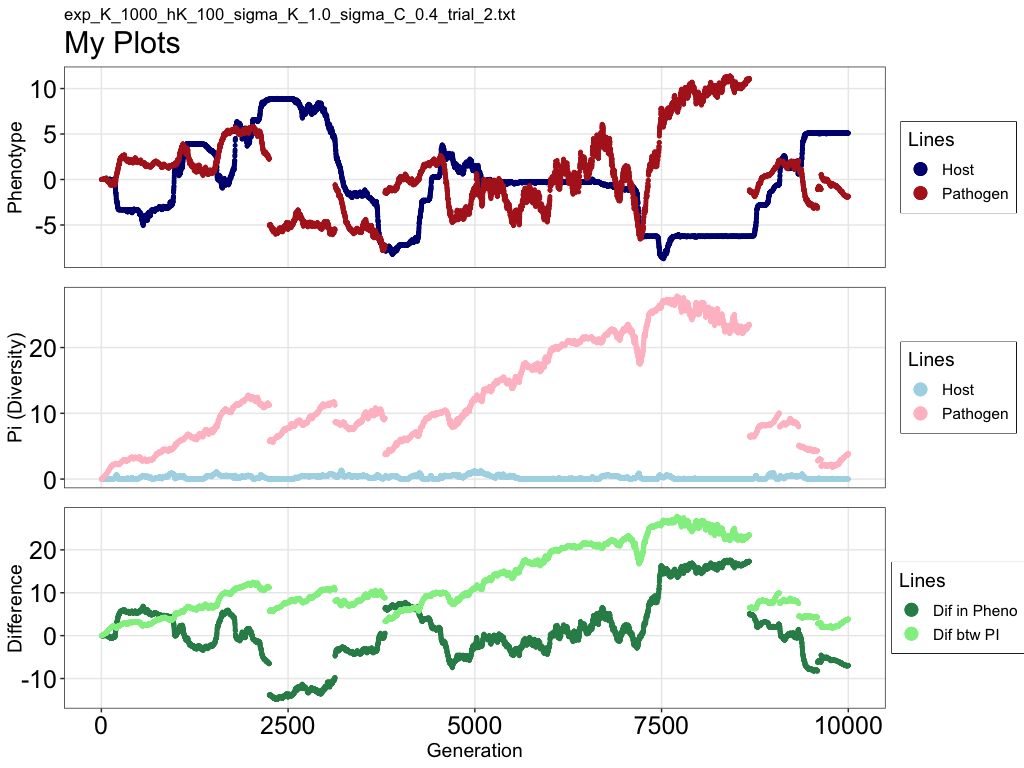 exp_K_1000_hK_100_sigma_K_1.0_sigma_C_0.4_trial_2.txt
My Plots
Phenotype
10
5
0
-5
Lines
Host
Pathogen
Pi (Diversity)
20
10
0
Lines
Host
Pathogen
Difference
20
10
0
-10
Lines
Dif in Pheno
Dif btw PI
0 2500 5000 7500 10000
Generation